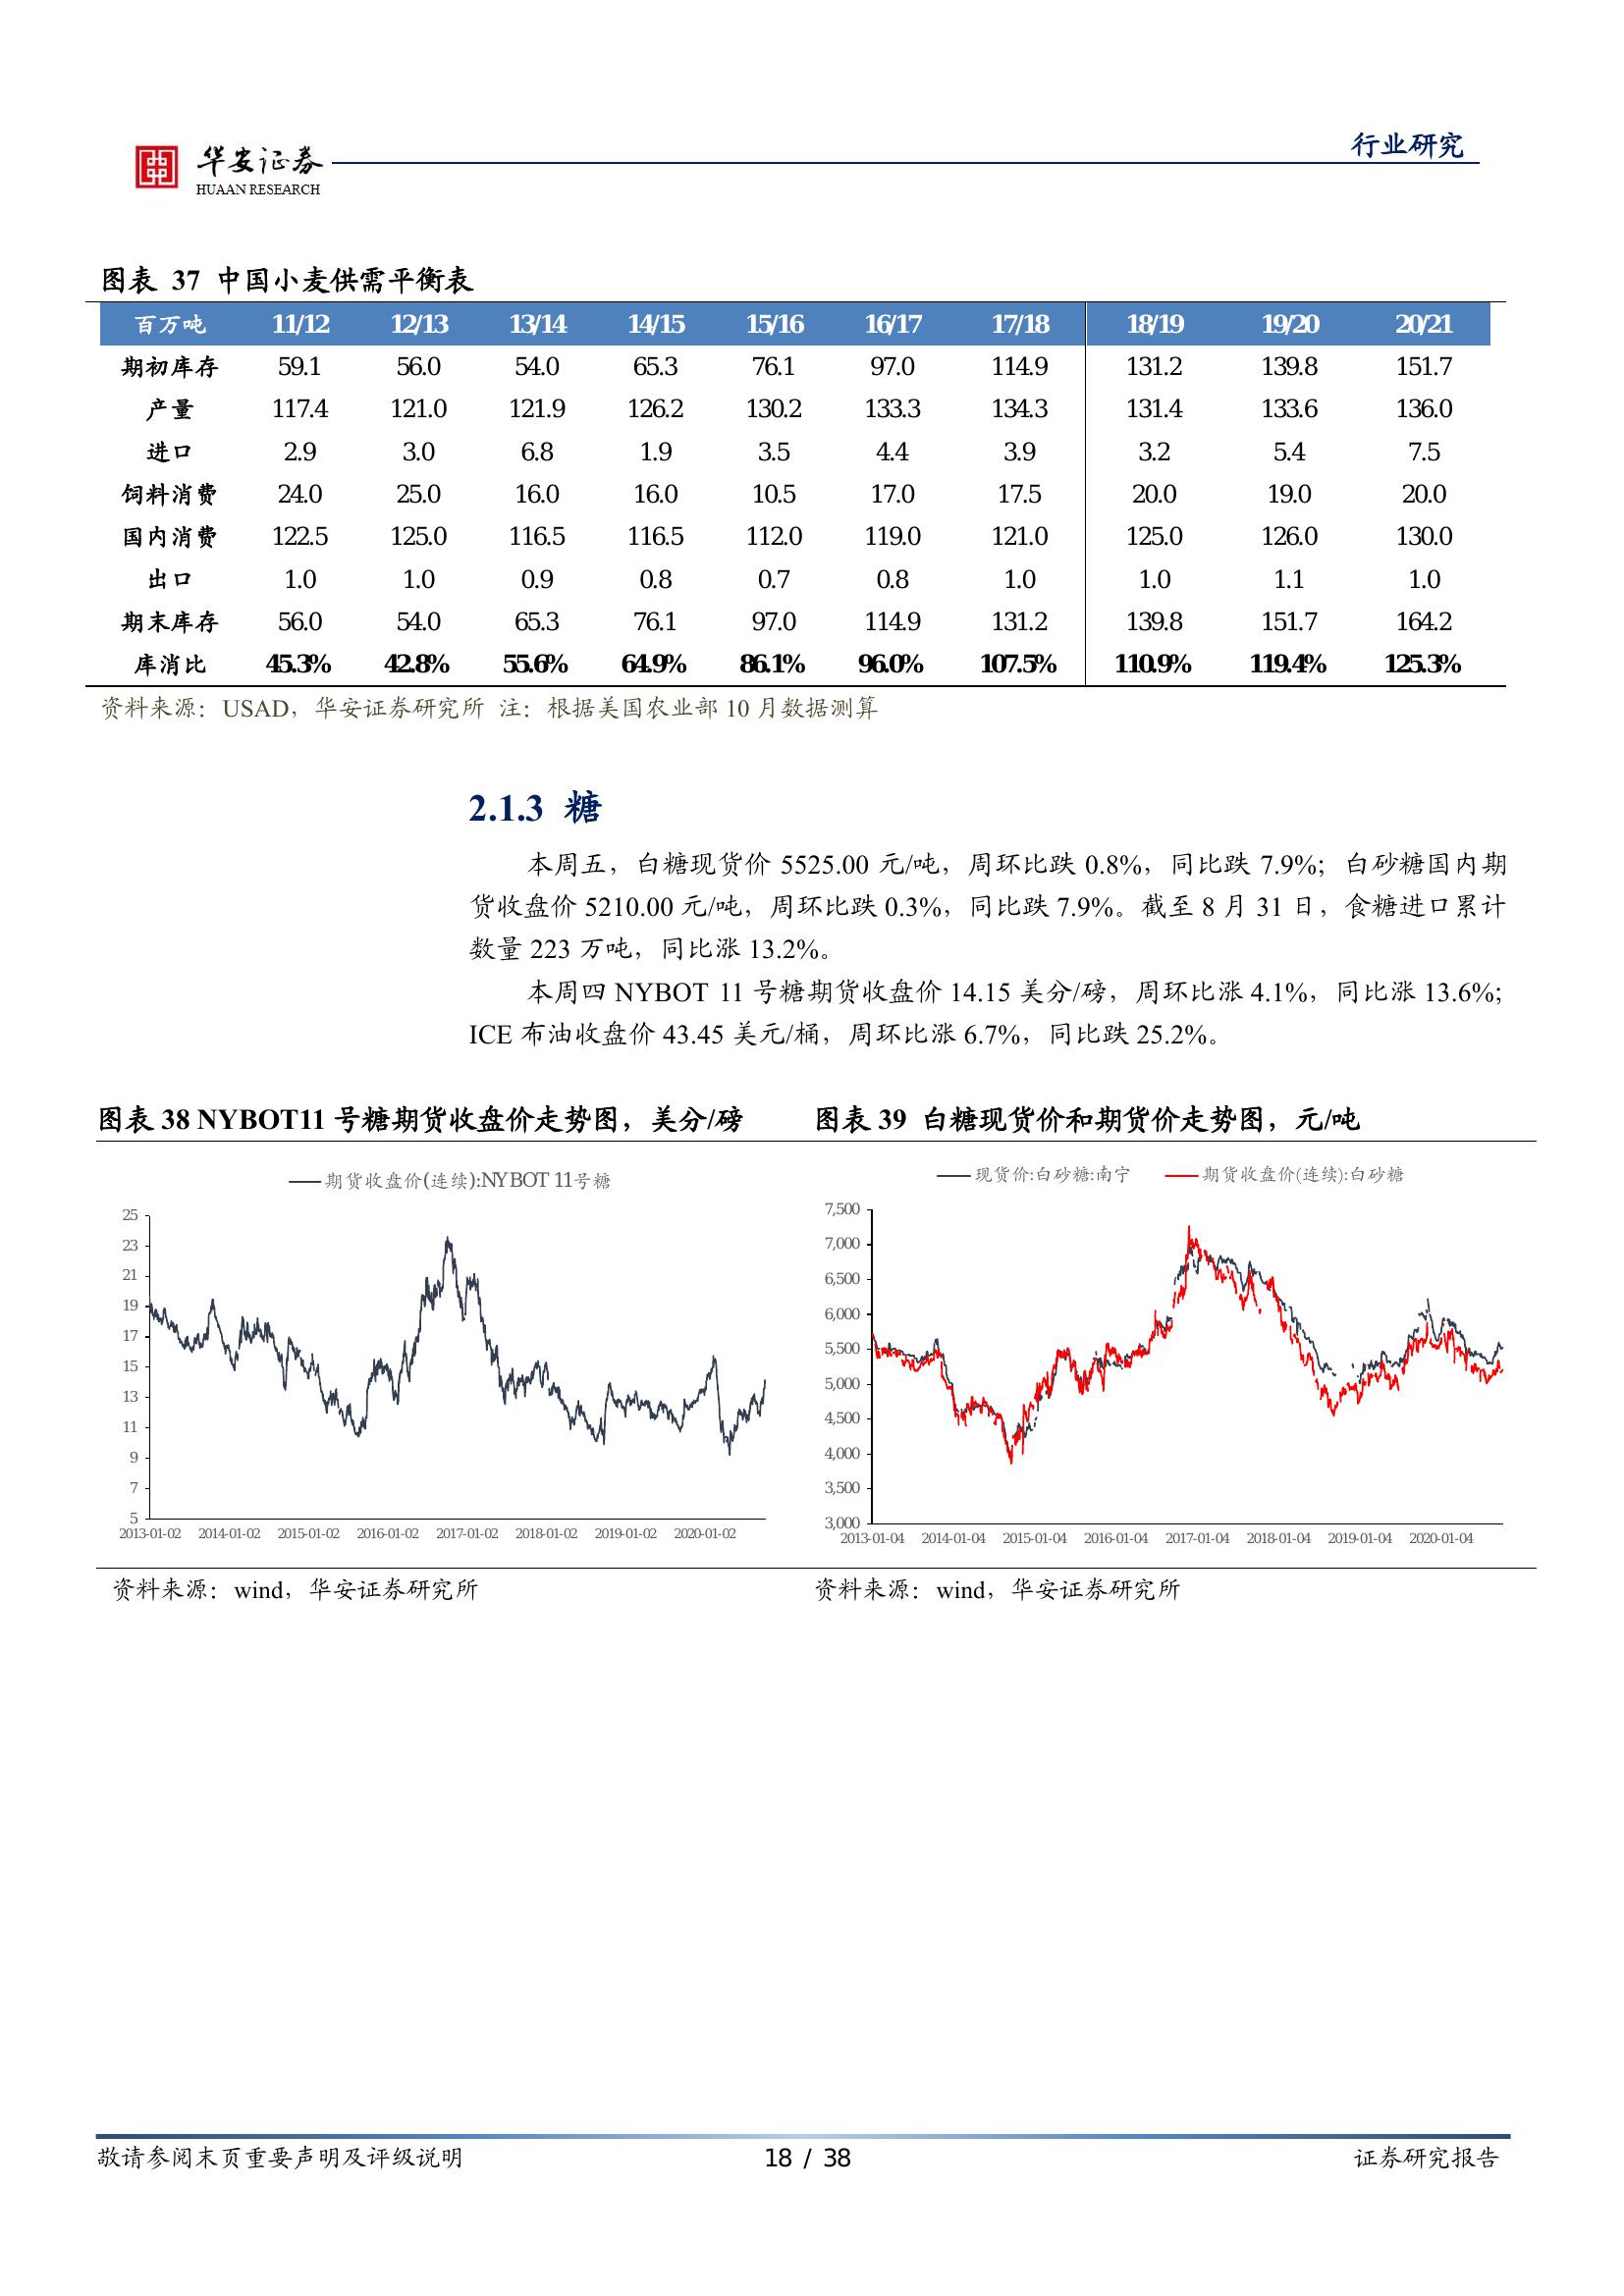 华安证券
HUAAN RESEARCH
行业研究
图表 37 中国小麦供需平衡表
百万吨 11/12 12/13 13/14 14/15 15/16 16/17 17/18 18/19 19/20 20/21
期初库存 59.1 56.0 54.0 65.3 76.1 97.0 114.9 131.2 139.8 151.7
产量 117.4 121.0 121.9 126.2 130.2 133.3 134.3 131.4 133.6 136.0
进口 2.9 3.0 6.8 1.9 3.5 4.4 3.9 3.2 5.4 7.5
饲料消费 24.0 25.0 16.0 16.0 10.5 17.0 17.5 20.0 19.0 20.0
国内消费 122.5 125.0 116.5 116.5 112.0 119.0 121.0 125.0 126.0 130.0
出口 1.0 1.0 0.9 0.8 0.7 0.8 1.0 1.0 1.1 1.0
期末库存 56.0 54.0 65.3 76.1 97.0 114.9 131.2 139.8 151.7 164.2
库消比 45.3% 42.8% 55.6% 64.9% 86.1% 96.0% 107.5% 110.9% 119.4% 125.3%
资料来源：USAD，华安证券研究所 注：根据美国农业部 10 月数据测算
2.1.3 糖
本周五，白糖现货价 5525.00 元/吨，周环比跌 0.8%，同比跌 7.9%；白砂糖国内期
货收盘价 5210.00 元/吨，周环比跌 0.3%，同比跌 7.9%。截至 8 月 31 日，食糖进口累计
数量 223 万吨，同比涨 13.2%。
本周四 NYBOT 11 号糖期货收盘价 14.15 美分/磅，周环比涨 4.1%，同比涨 13.6%；
ICE 布油收盘价 43.45 美元/桶，周环比涨 6.7%，同比跌 25.2%。
图表 38 NYBOT11 号糖期货收盘价走势图，美分/磅
期货收盘价(连续):NYBOT 11号糖
25
23
21
19
17
15
13
11
9
7
5
2013-01-02 2014-01-02 2015-01-02 2016-01-02 2017-01-02 2018-01-02 2019-01-02 2020-01-02
资料来源：wind，华安证券研究所
图表 39 白糖现货价和期货价走势图，元/吨
现货价:白砂糖:南宁 期货收盘价(连续):白砂糖
7,500
7,000
6,500
6,000
5,500
5,000
4,500
4,000
3,500
3,000
2013-01-04 2014-01-04 2015-01-04 2016-01-04 2017-01-04 2018-01-04 2019-01-04 2020-01-04
资料来源：wind，华安证券研究所
敬请参阅末页重要声明及评级说明 18 / 38 证券研究报告